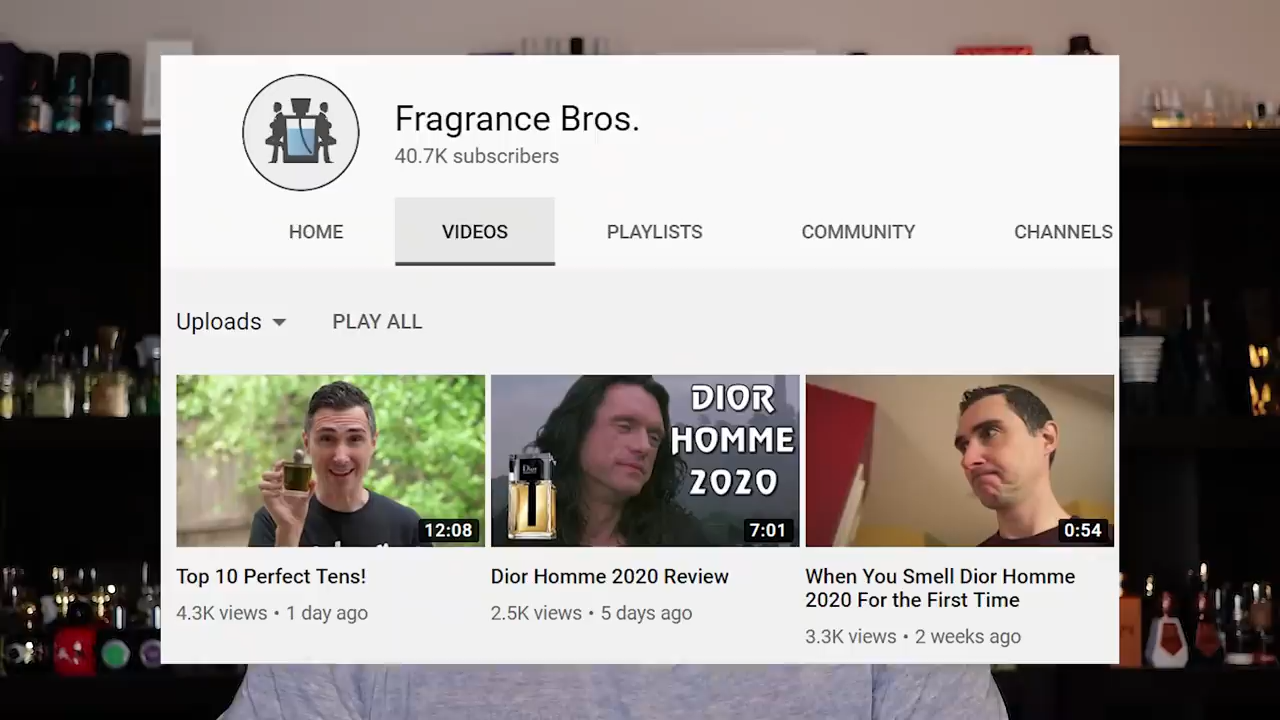 Fragrance Bros.
40.7K subscribers
HOME VIDEOS PLAYLISTS COMMUNITY CHANNELS
Uploads PLAY ALL
DIOR
HOMME
2020
Dior
12:08 7:01 0:54
Top 10 Perfect Tens!
4.3K views • 1 day ago
Dior Homme 2020 Review
2.5K views • 5 days ago
When You Smell Dior Homme
2020 For the First Time
3.3K views • 2 weeks ago